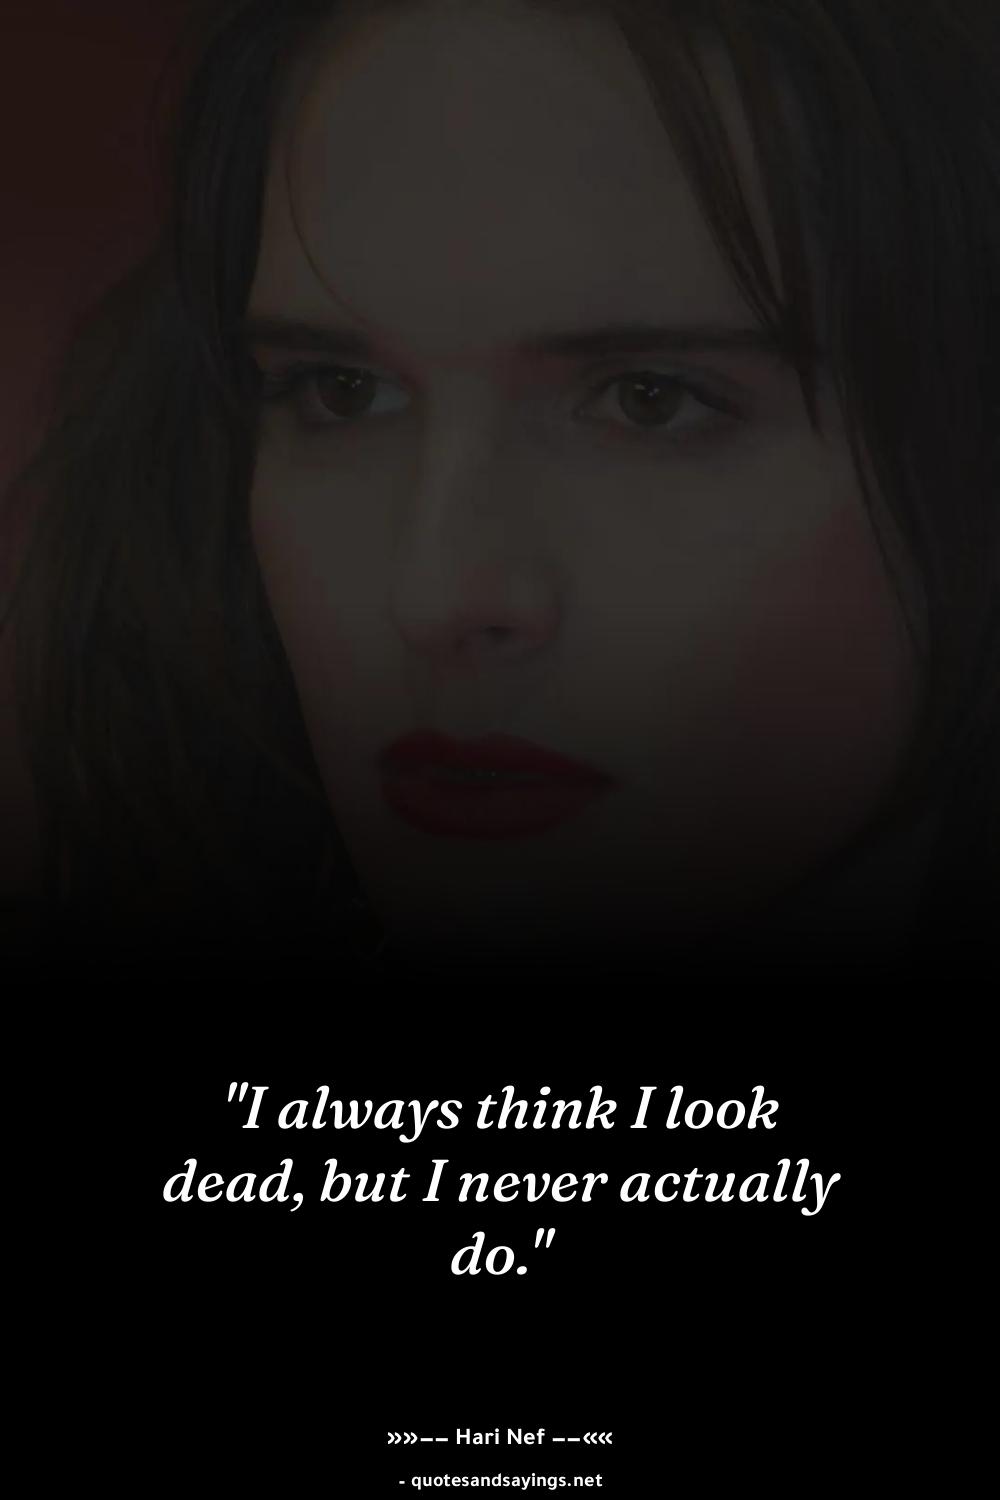 "I always think I look
dead, but I never actually
do."
»»−− Hari Nef −−««
- quotesandsayings.net